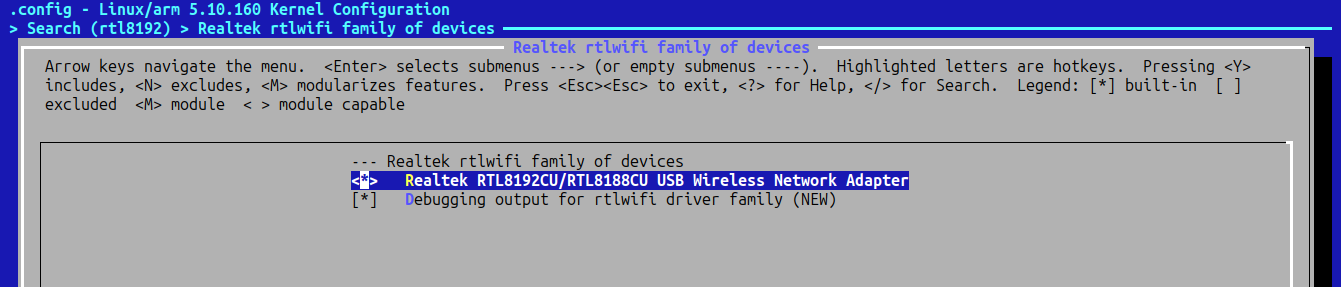 .config - Linux/arm 5.10.160 Kernel Configuration
> Search (rtl8192) > Realtek rtlwifi family of devices
Realtek rtlwifi family of devices
Arrow keys navigate the menu.  <Enter> selects submenus ---> (or empty submenus ----).  Highlighted letters are hotkeys.  Pressing <Y>
includes, <N> excludes, <M> modularizes features.  Press <Esc><Esc> to exit, <?> for Help, </> for Search.  Legend: [*] built-in  [ ]
excluded  <M> module  < > module capable
--- Realtek rtlwifi family of devices
<*>   Realtek RTL8192CU/RTL8188CU USB Wireless Network Adapter
[*]   Debugging output for rtlwifi driver family (NEW)